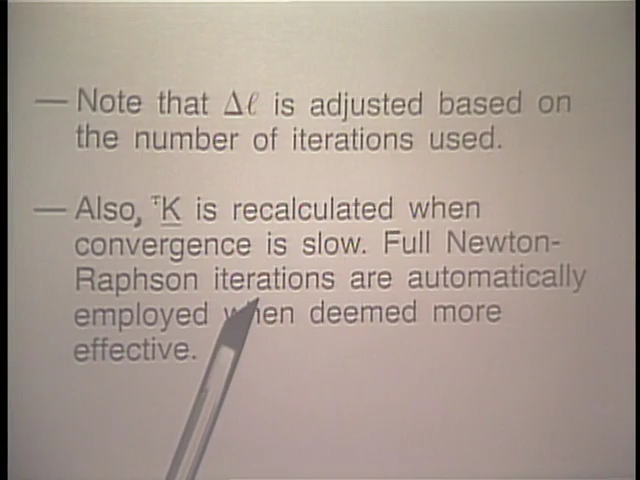 — Note that Δℓ is adjusted based on
the number of iterations used.
— Also, ᵀK is recalculated when
convergence is slow. Full Newton-
Raphson iterations are automatically
employed when deemed more
effective.